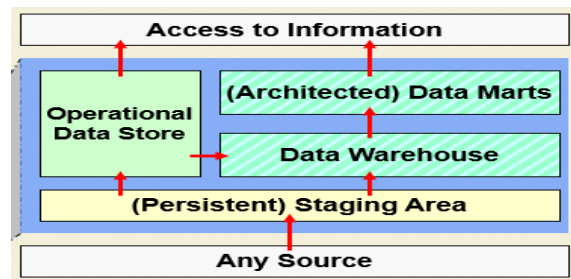 Access to Information
Operational
Data Store
(Architected) Data Marts
Data Warehouse
(Persistent) Staging Area
Any Source